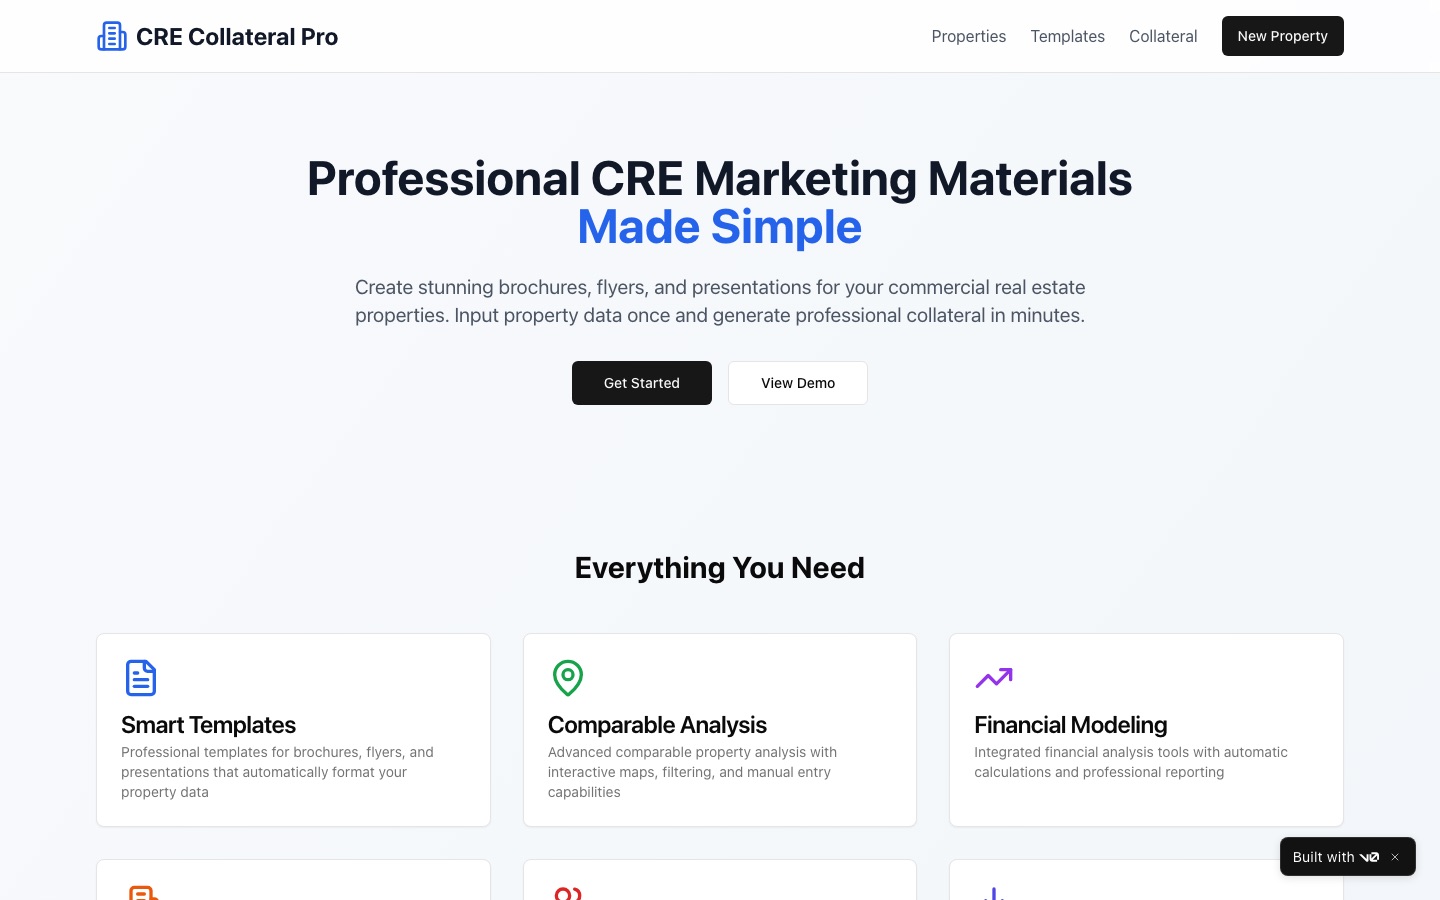 CRE Collateral Pro
Properties
Templates
Collateral
New Property
Professional CRE Marketing Materials
Made Simple
Create stunning brochures, flyers, and presentations for your commercial real estate
properties. Input property data once and generate professional collateral in minutes.
Get Started
View Demo
Everything You Need
Smart Templates
Professional templates for brochures, flyers, and
presentations that automatically format your
property data
Comparable Analysis
Advanced comparable property analysis with
interactive maps, filtering, and manual entry
capabilities
Financial Modeling
Integrated financial analysis tools with automatic
calculations and professional reporting
Built with v0